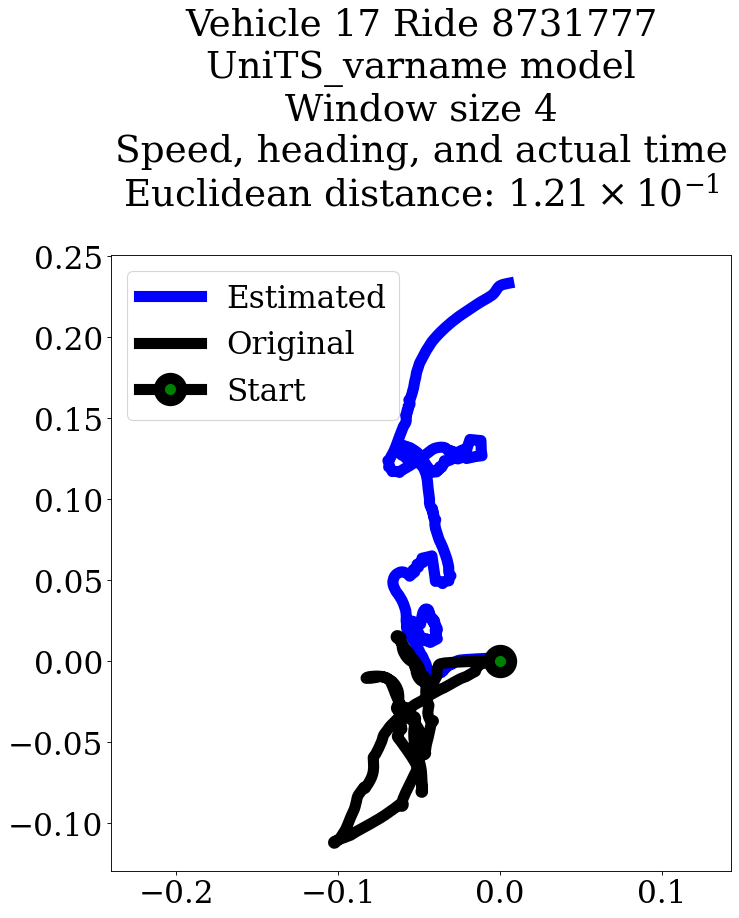 Vehicle 17 Ride 8731777
UniTS_varname model
Window size 4
Speed, heading, and actual time
Euclidean distance: 1.21 × 10⁻¹
0.25
0.20
0.15
0.10
0.05
0.00
−0.05
−0.10
Estimated
Original
Start
−0.2
−0.1
0.0
0.1